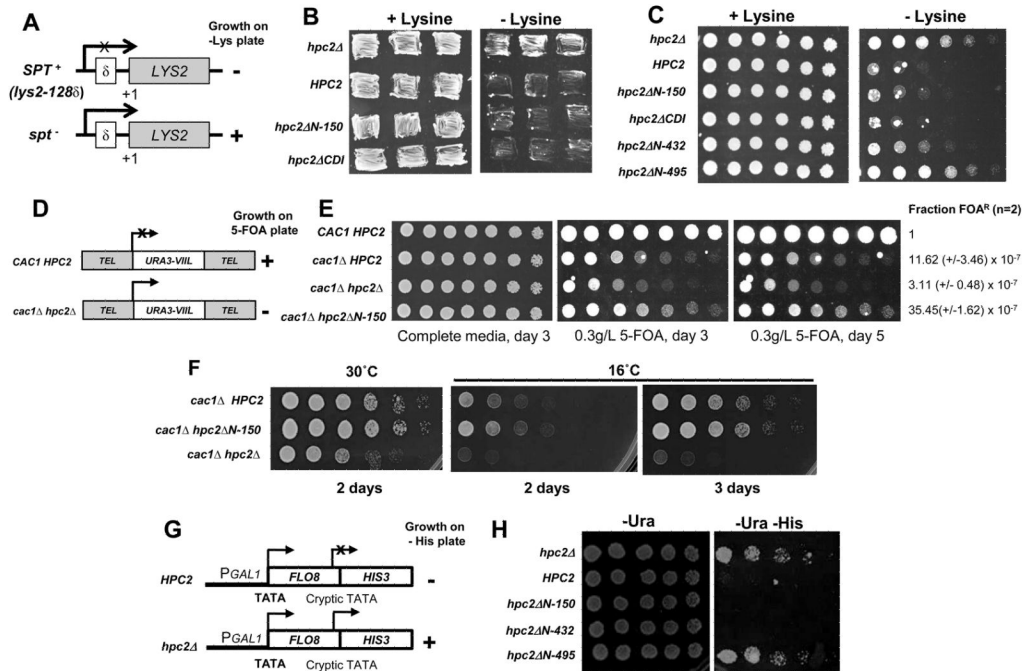 A
Growth on
-Lys plate
X
SPT+
(lys2-128δ)
δ
LYS2
-
+1
spt-
δ
LYS2
+
+1
B
+ Lysine
- Lysine
hpc2Δ
HPC2
hpc2ΔN-150
hpc2ΔCDI
C
+ Lysine
- Lysine
hpc2Δ
HPC2
hpc2ΔN-150
hpc2ΔCDI
hpc2ΔN-432
hpc2ΔN-495
D
Growth on
5-FOA plate
X
CAC1 HPC2
TEL
URA3-VIIL
TEL
+
cac1Δ hpc2Δ
TEL
URA3-VIIL
TEL
-
E
Fraction FOA^R (n=2)
CAC1 HPC2
1
cac1Δ HPC2
11.62 (+/-3.46) x 10^-7
cac1Δ hpc2Δ
3.11 (+/- 0.48) x 10^-7
cac1Δ hpc2ΔN-150
35.45(+/-1.62) x 10^-7
Complete media, day 3
0.3g/L 5-FOA, day 3
0.3g/L 5-FOA, day 5
F
30˚C
16˚C
cac1Δ HPC2
cac1Δ hpc2ΔN-150
cac1Δ hpc2Δ
2 days
2 days
3 days
G
Growth on
- His plate
X
HPC2
PGAL1
FLO8
HIS3
-
TATA
Cryptic TATA
hpc2Δ
PGAL1
FLO8
HIS3
+
TATA
Cryptic TATA
H
-Ura
-Ura -His
hpc2Δ
HPC2
hpc2ΔN-150
hpc2ΔN-432
hpc2ΔN-495